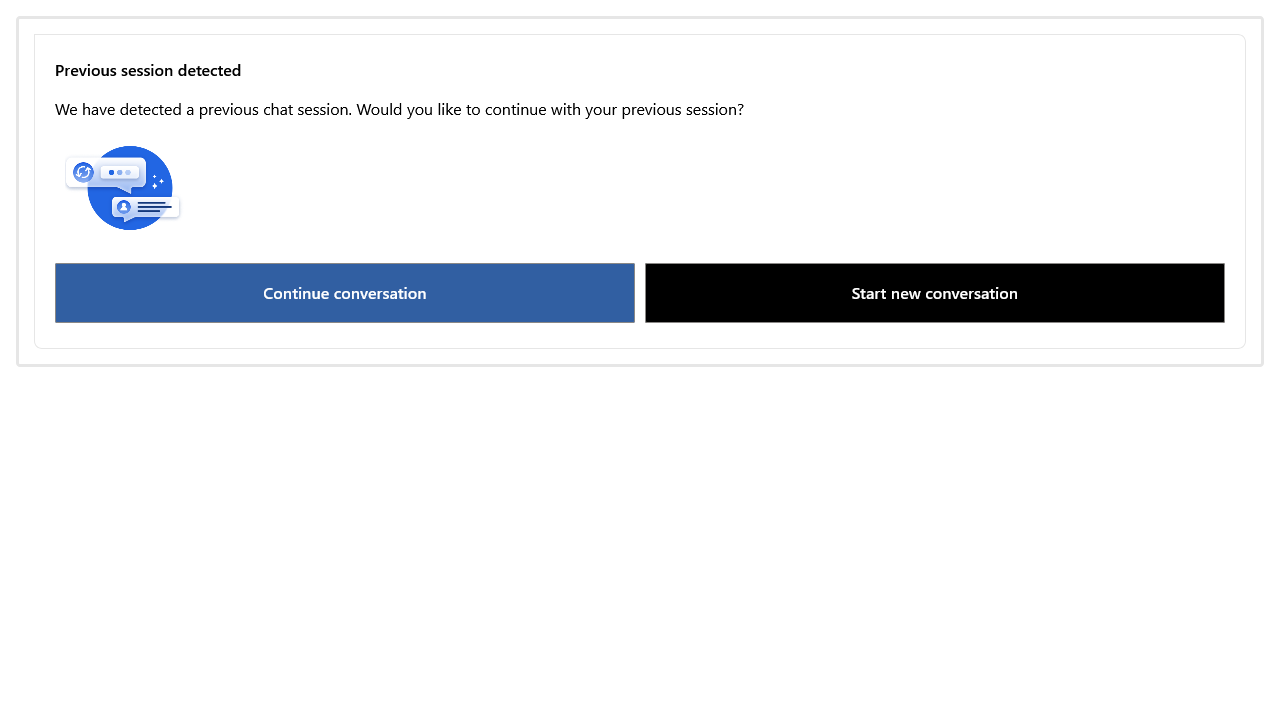 Previous session detected
We have detected a previous chat session. Would you like to continue with your previous session?
Continue conversation
Start new conversation